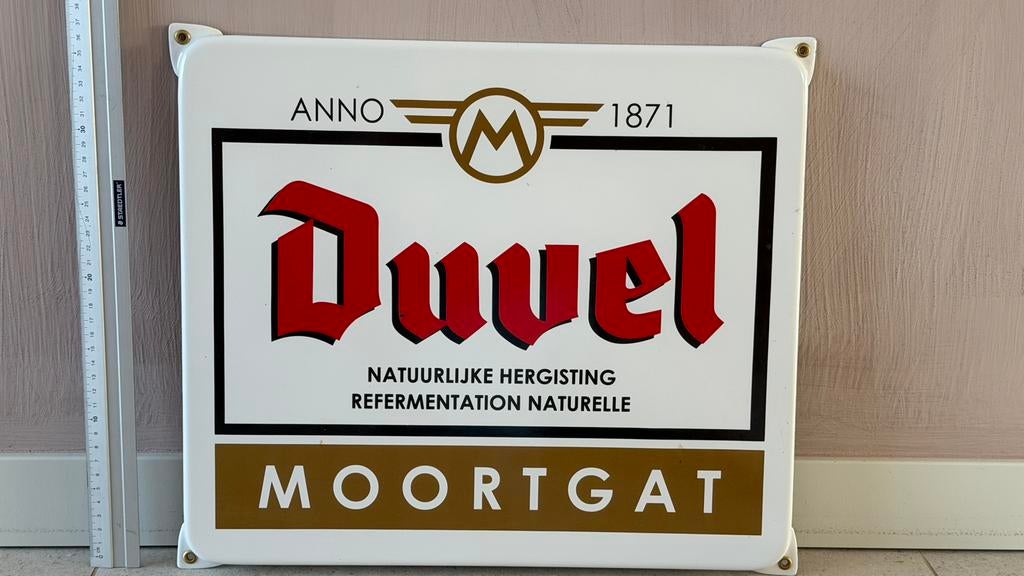 ANNO M 1871
Duvel
NATUURLIJKE HERGISTING
REFERMENTATION NATURELLE
MOORTGAT
STAEDTLER